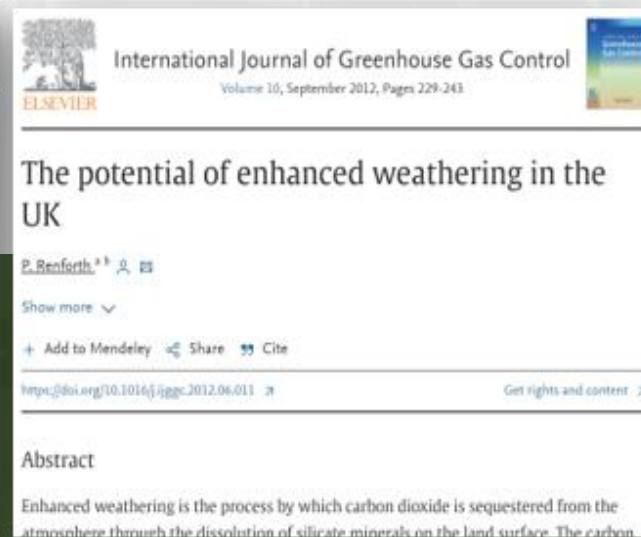 International Journal of Greenhouse Gas Control
Volume 10, September 2012, Pages 229-243
ELSEVIER
The potential of enhanced weathering in the
UK
P. Renforth a b
Show more
+ Add to Mendeley Share Cite
https://doi.org/10.1016/j.ijggc.2012.06.011
Get rights and content
Abstract
Enhanced weathering is the process by which carbon dioxide is sequestered from the
atmosphere through the dissolution of silicate minerals on the land surface. The carbon